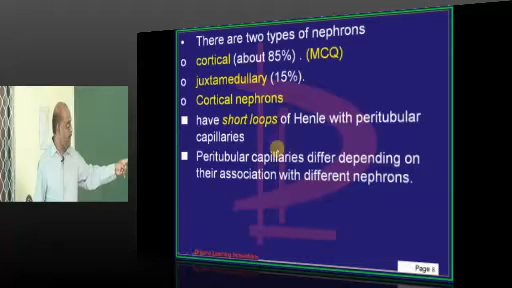 • There are two types of nephrons
o cortical (about 85%) . (MCQ)
o juxtamedullary (15%).
o Cortical nephrons
■ have short loops of Henle with peritubular
capillaries
■ Peritubular capillaries differ depending on
their association with different nephrons.
Page